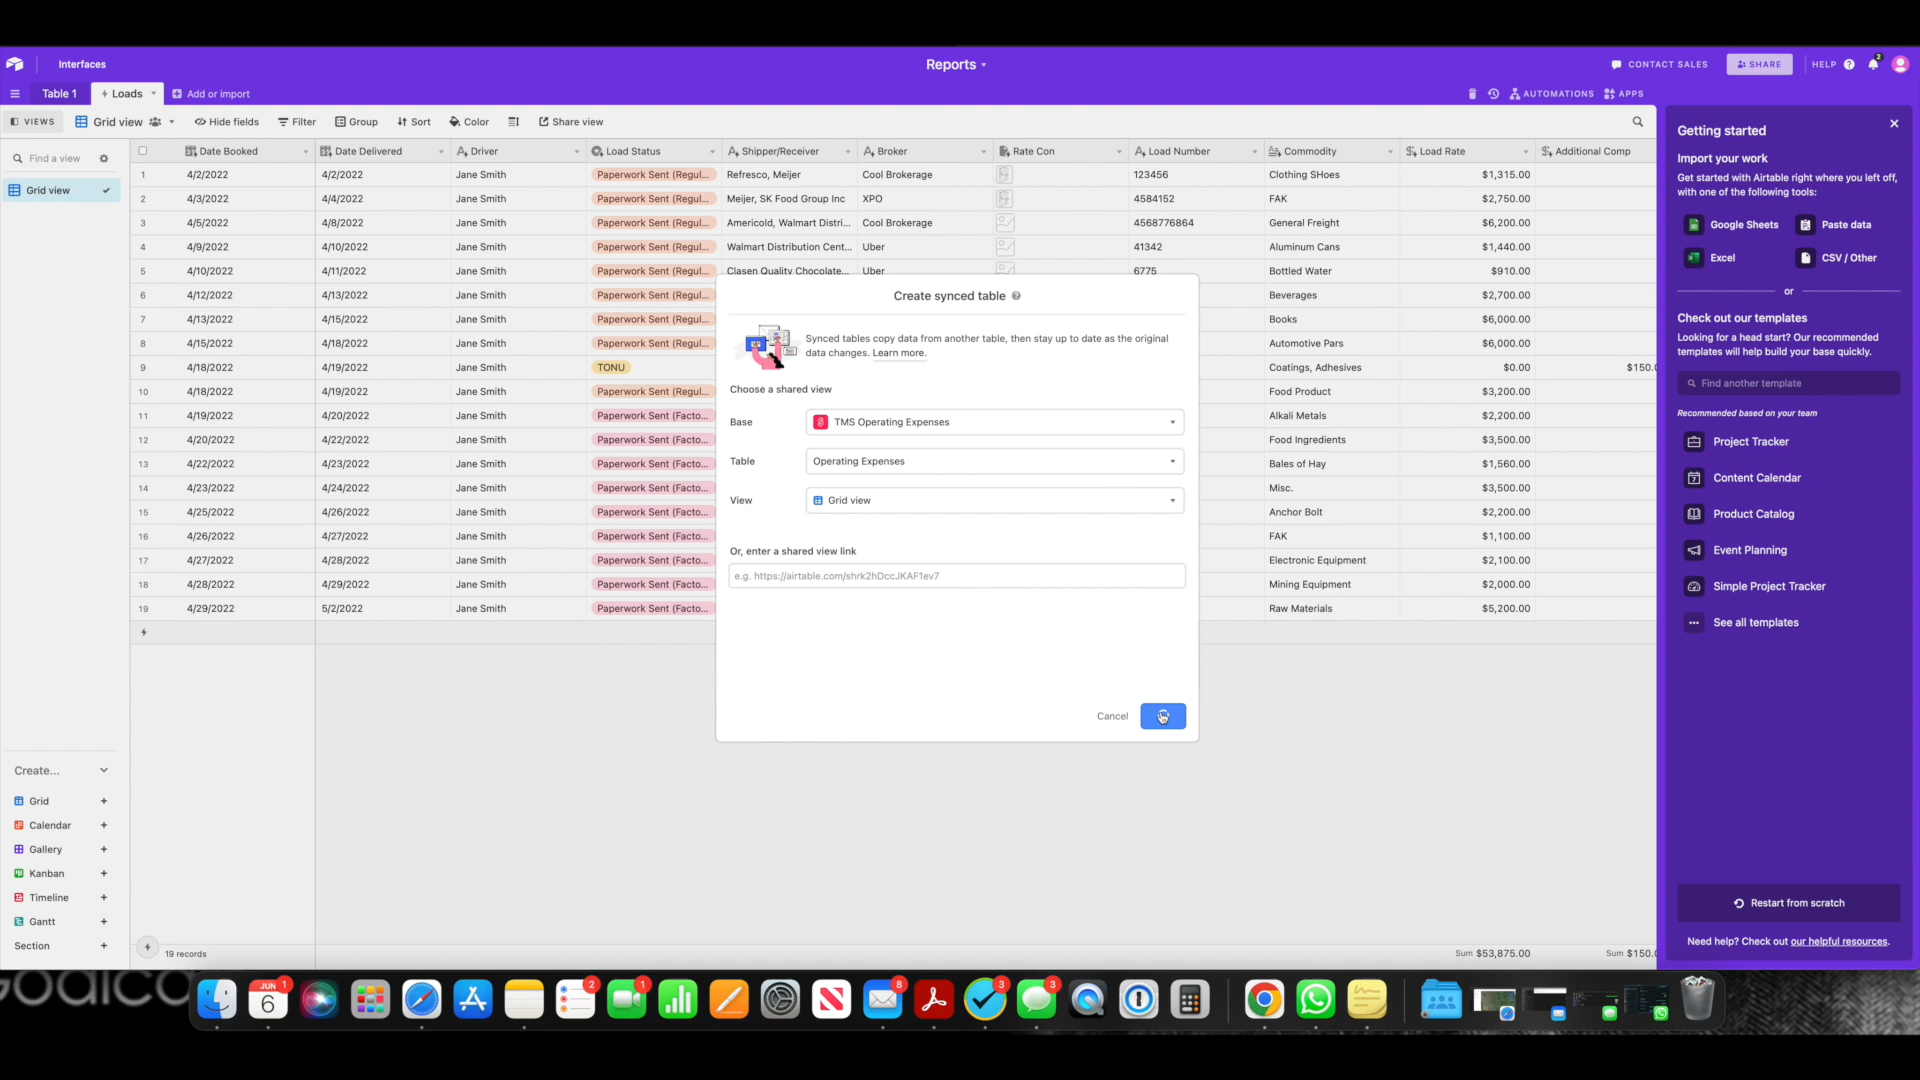 Interfaces
Reports
CONTACT SALES
SHARE
HELP
2
Table 1
Loads
Add or import
AUTOMATIONS
APPS
VIEWS
Grid view
Hide fields
Filter
Group
Sort
Color
Share view
Find a view
Grid view
Date Booked Date Delivered Driver Load Status Shipper/Receiver Broker Rate Con Load Number Commodity Load Rate Additional Comp
1 4/2/2022 4/2/2022 Jane Smith Paperwork Sent (Regul... Refresco, Meijer Cool Brokerage 123456 Clothing SHoes $1,315.00
2 4/3/2022 4/4/2022 Jane Smith Paperwork Sent (Regul... Meijer, SK Food Group Inc XPO 4584152 FAK $2,750.00
3 4/5/2022 4/8/2022 Jane Smith Paperwork Sent (Regul... Americold, Walmart Distri... Cool Brokerage 4568776864 General Freight $6,200.00
4 4/9/2022 4/10/2022 Jane Smith Paperwork Sent (Regul... Walmart Distribution Cent... Uber 41342 Aluminum Cans $1,440.00
5 4/10/2022 4/11/2022 Jane Smith Paperwork Sent (Regul... Clasen Quality Chocolate... Uber 6775 Bottled Water $910.00
6 4/12/2022 4/13/2022 Jane Smith Paperwork Sent (Regul... Beverages $2,700.00
7 4/13/2022 4/15/2022 Jane Smith Paperwork Sent (Regul... Books $6,000.00
8 4/15/2022 4/18/2022 Jane Smith Paperwork Sent (Regul... Automotive Pars $6,000.00
9 4/18/2022 4/19/2022 Jane Smith TONU Coatings, Adhesives $0.00 $150.0
10 4/18/2022 4/19/2022 Jane Smith Paperwork Sent (Regul... Food Product $3,200.00
11 4/19/2022 4/20/2022 Jane Smith Paperwork Sent (Facto... Alkali Metals $2,200.00
12 4/20/2022 4/22/2022 Jane Smith Paperwork Sent (Facto... Food Ingredients $3,500.00
13 4/22/2022 4/23/2022 Jane Smith Paperwork Sent (Facto... Bales of Hay $1,560.00
14 4/23/2022 4/24/2022 Jane Smith Paperwork Sent (Facto... Misc. $3,500.00
15 4/25/2022 4/26/2022 Jane Smith Paperwork Sent (Facto... Anchor Bolt $2,200.00
16 4/26/2022 4/27/2022 Jane Smith Paperwork Sent (Facto... FAK $1,100.00
17 4/27/2022 4/28/2022 Jane Smith Paperwork Sent (Facto... Electronic Equipment $2,100.00
18 4/28/2022 4/29/2022 Jane Smith Paperwork Sent (Facto... Mining Equipment $2,000.00
19 4/29/2022 5/2/2022 Jane Smith Paperwork Sent (Facto... Raw Materials $5,200.00
Create synced table
Synced tables copy data from another table, then stay up to date as the original
data changes. Learn more.
Choose a shared view
Base TMS Operating Expenses
Table Operating Expenses
View Grid view
Or, enter a shared view link
e.g. https://airtable.com/shrk2hDccJKAF1ev7
Cancel
Create...
Grid
Calendar
Gallery
Kanban
Timeline
Gantt
Section
19 records
Sum $53,875.00
Sum $150.
Getting started
Import your work
Get started with Airtable right where you left off,
with one of the following tools:
Google Sheets
Paste data
Excel
CSV / Other
or
Check out our templates
Looking for a head start? Our recommended
templates will help build your base quickly.
Find another template
Recommended based on your team
Project Tracker
Content Calendar
Product Catalog
Event Planning
Simple Project Tracker
See all templates
Restart from scratch
Need help? Check out our helpful resources.
JUN
6
1
2
1
8
3
3